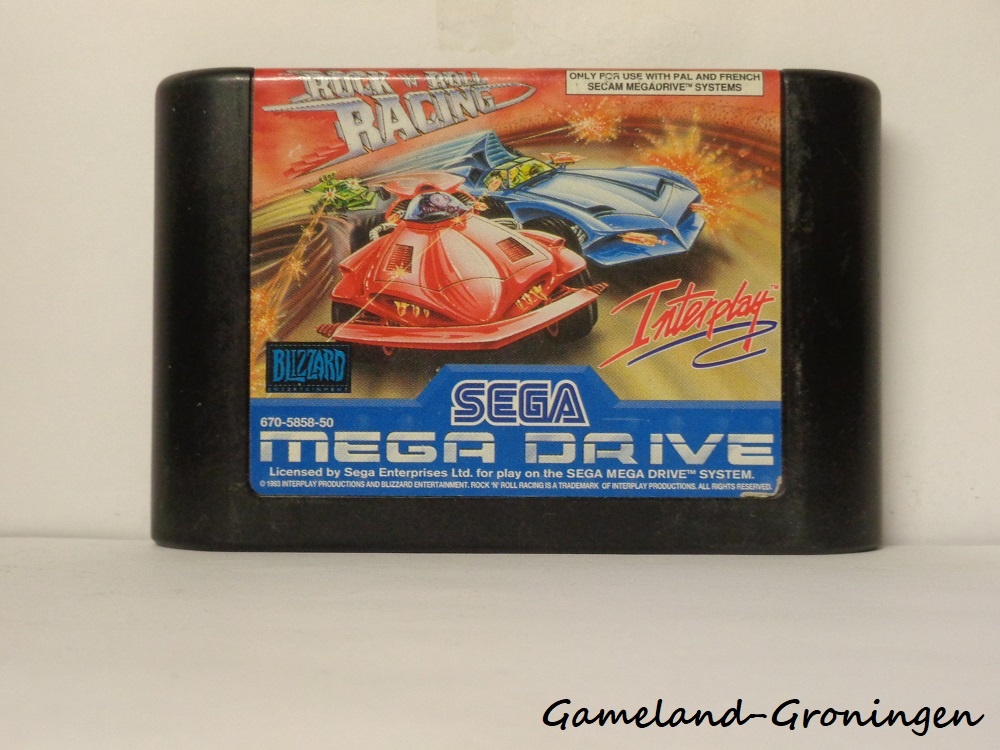 ROCK 'N' ROLL
RACING
ONLY FOR USE WITH PAL AND FRENCH
SECAM MEGADRIVE™ SYSTEMS
Interplay™
BLIZZARD
ENTERTAINMENT
SEGA
670-5858-50
MEGA DRIVE
Licensed by Sega Enterprises Ltd. for play on the SEGA MEGA DRIVE™ SYSTEM.
© 1993 INTERPLAY PRODUCTIONS AND BLIZZARD ENTERTAINMENT. ROCK 'N' ROLL RACING IS A TRADEMARK OF INTERPLAY PRODUCTIONS. ALL RIGHTS RESERVED.
Gameland-Groningen